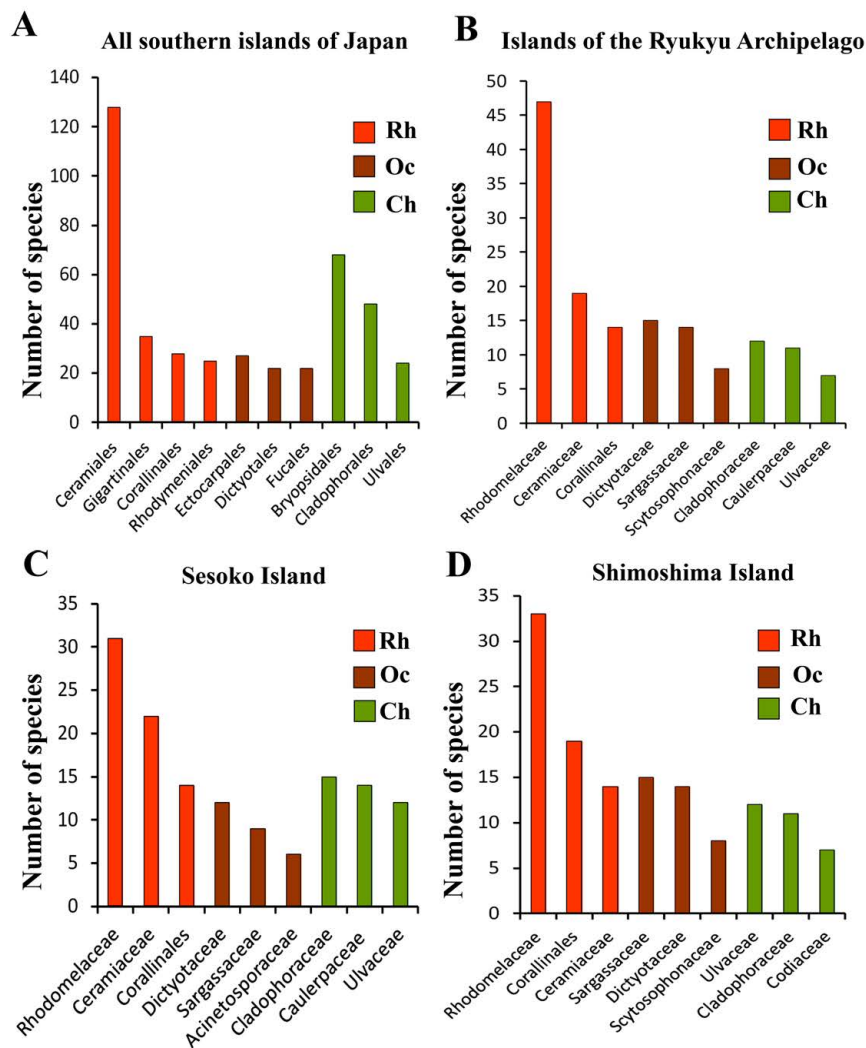 A
All southern islands of Japan
Number of species
140
120
100
80
60
40
20
0
Rh
Oc
Ch
Ceramiales
Gigartinales
Corallinales
Rhodymeniales
Ectocarpales
Dictyotales
Fucales
Bryopsidales
Cladophorales
Ulvales
B
Islands of the Ryukyu Archipelago
Number of species
50
45
40
35
30
25
20
15
10
5
0
Rh
Oc
Ch
Rhodomelaceae
Ceramiaceae
Corallinales
Dictyotaceae
Sargassaceae
Scytosophonaceae
Cladophoraceae
Caulerpaceae
Ulvaceae
C
Sesoko Island
Number of species
35
30
25
20
15
10
5
0
Rh
Oc
Ch
Rhodomelaceae
Ceramiaceae
Corallinales
Dictyotaceae
Sargassaceae
Acinetosporaceae
Cladophoraceae
Caulerpaceae
Ulvaceae
D
Shimoshima Island
Number of species
35
30
25
20
15
10
5
0
Rh
Oc
Ch
Rhodomelaceae
Corallinales
Ceramiaceae
Sargassaceae
Dictyotaceae
Scytosophonaceae
Ulvaceae
Cladophoraceae
Codiaceae